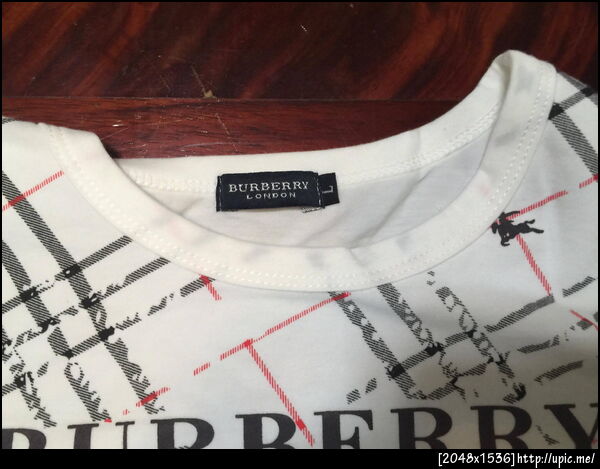 BURBERRY
LONDON
L
BURBERRY
[2048x1536]http://upic.me/